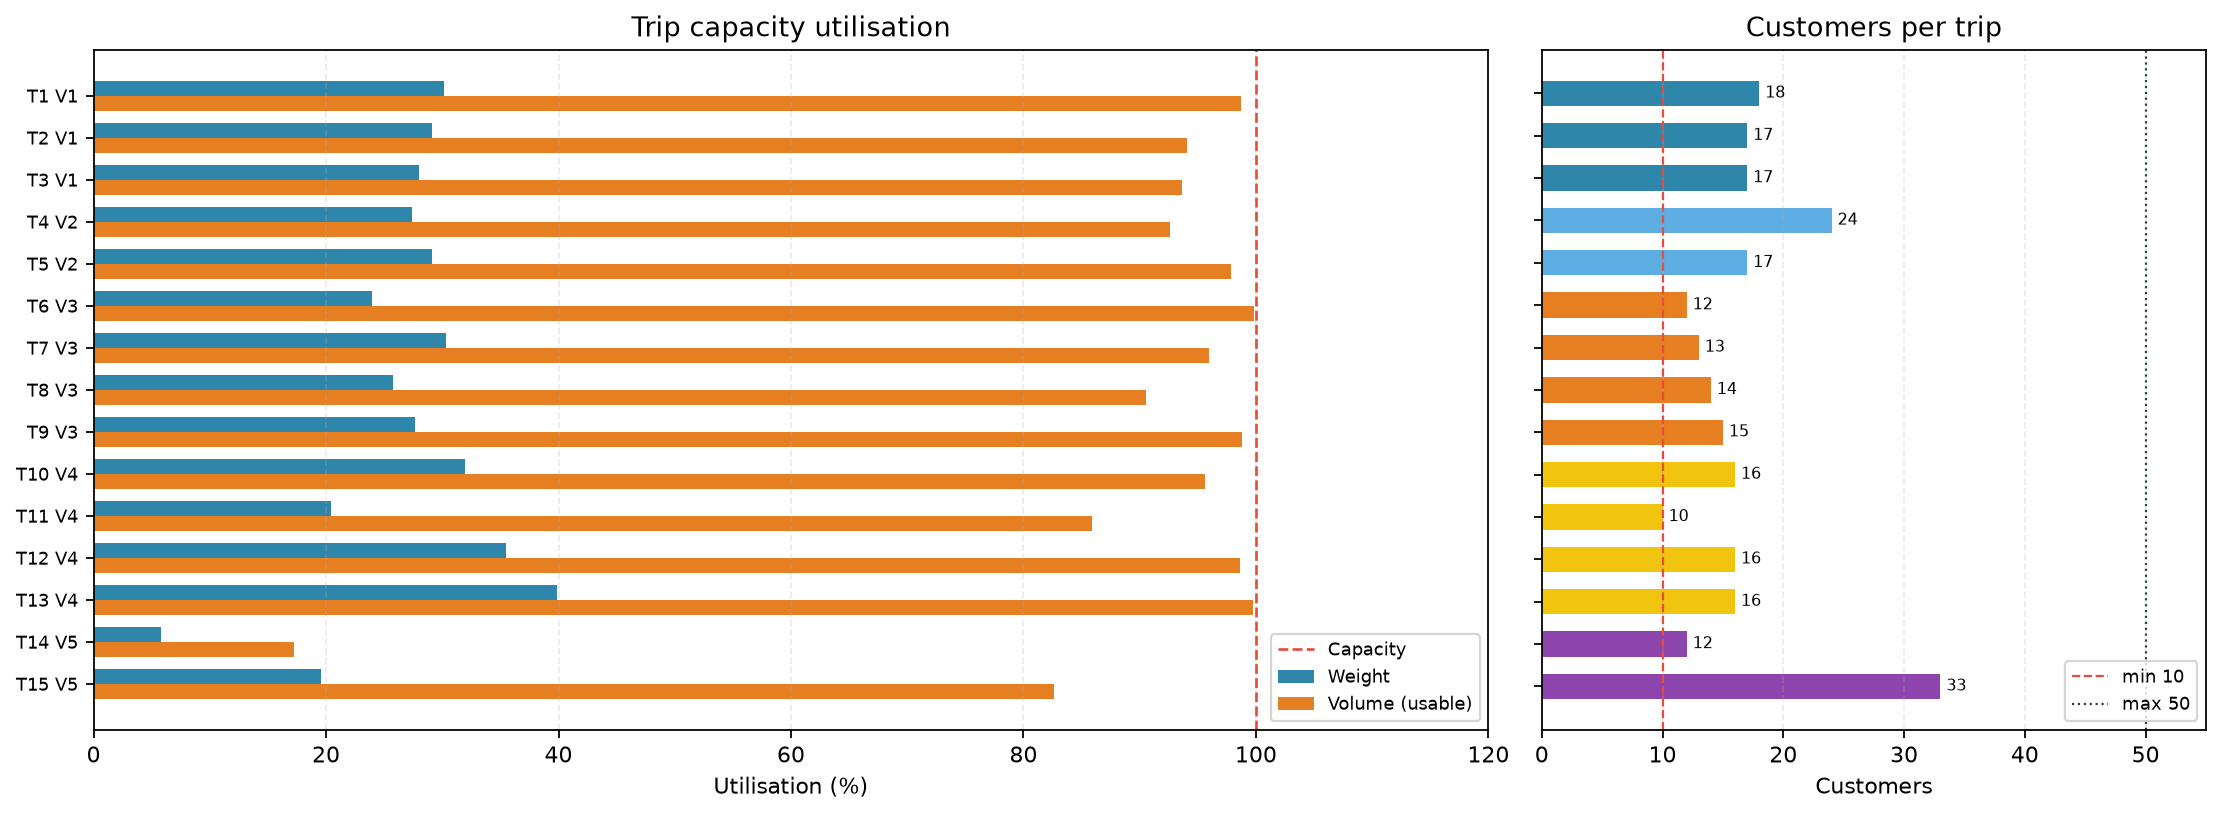 Trip capacity utilisation
T1 V1
T2 V1
T3 V1
T4 V2
T5 V2
T6 V3
T7 V3
T8 V3
T9 V3
T10 V4
T11 V4
T12 V4
T13 V4
T14 V5
T15 V5
Capacity
Weight
Volume (usable)
0 20 40 60 80 100 120
Utilisation (%)
Customers per trip
18
17
17
24
17
12
13
14
15
16
10
16
16
12
33
min 10
max 50
0 10 20 30 40 50
Customers